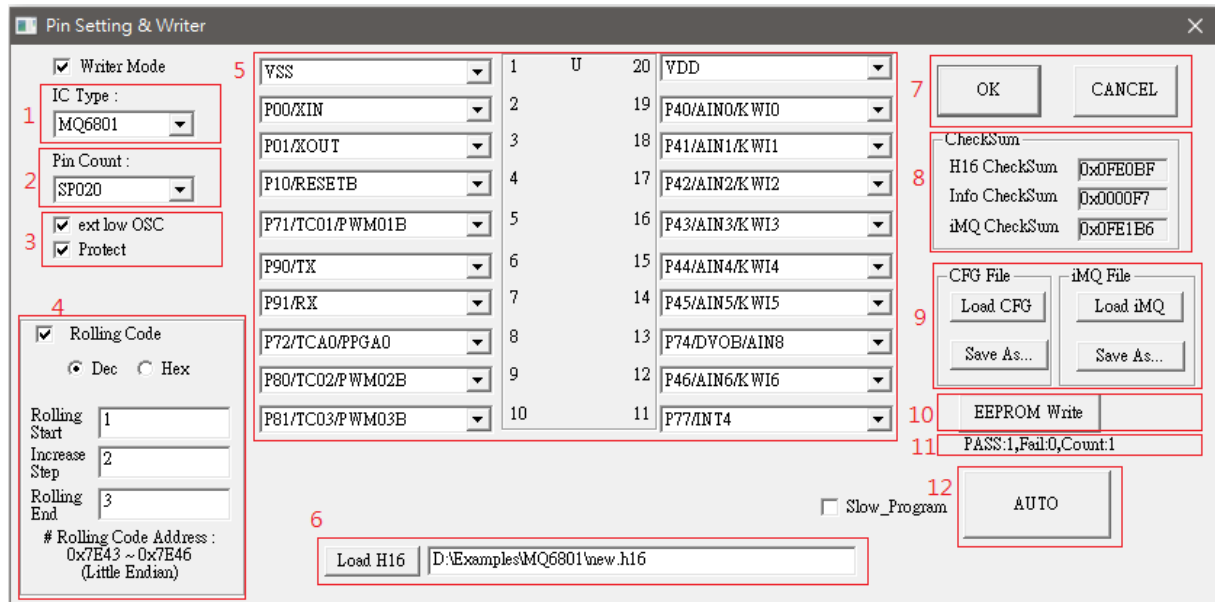 Pin Setting & Writer
Writer Mode
1
IC Type :
MQ6801
2
Pin Count :
SP020
3
ext low OSC
Protect
4
Rolling Code
Dec Hex
Rolling Start 1
Increase Step 2
Rolling End 3
# Rolling Code Address :
0x7E43 ~ 0x7E46
(Little Endian)
5
VSS 1 U 20 VDD
P00/XIN 2 19 P40/AIN0/KWI0
P01/XOUT 3 18 P41/AIN1/KWI1
P10/RESETB 4 17 P42/AIN2/KWI2
P71/TC01/PWM01B 5 16 P43/AIN3/KWI3
P90/TX 6 15 P44/AIN4/KWI4
P91/RX 7 14 P45/AIN5/KWI5
P72/TCA0/PPGA0 8 13 P74/DVOB/AIN8
P80/TC02/PWM02B 9 12 P46/AIN6/KWI6
P81/TC03/PWM03B 10 11 P77/INT4
6
Load H16 D:\Examples\MQ6801\new.h16
7
OK CANCEL
8
CheckSum
H16 CheckSum 0x0FE0BF
Info CheckSum 0x0000F7
iMQ CheckSum 0x0FE1B6
9
CFG File iMQ File
Load CFG Load iMQ
Save As... Save As...
10
EEPROM Write
11
PASS:1,Fail:0,Count:1
Slow_Program
12
AUTO